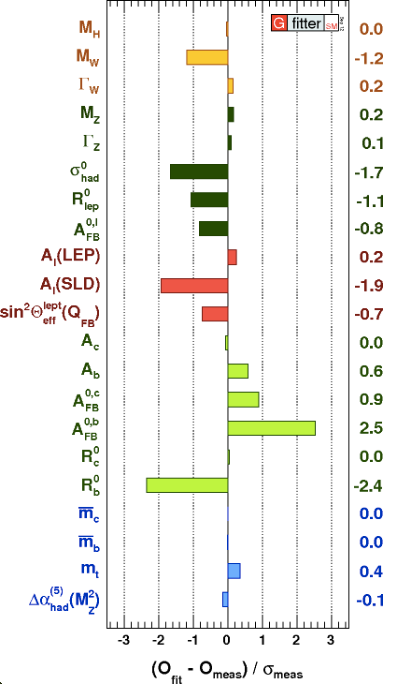 G fitter SM Sep 12
M_H 0.0
M_W -1.2
Γ_W 0.2
M_Z 0.2
Γ_Z 0.1
σ^0_had -1.7
R^0_lep -1.1
A^0,l_FB -0.8
A_l(LEP) 0.2
A_l(SLD) -1.9
sin²Θ^lept_eff(Q_FB) -0.7
A_c 0.0
A_b 0.6
A^0,c_FB 0.9
A^0,b_FB 2.5
R^0_c 0.0
R^0_b -2.4
m̅_c 0.0
m̅_b 0.0
m_t 0.4
Δα^(5)_had(M²_Z) -0.1
-3 -2 -1 0 1 2 3
(O_fit - O_meas) / σ_meas